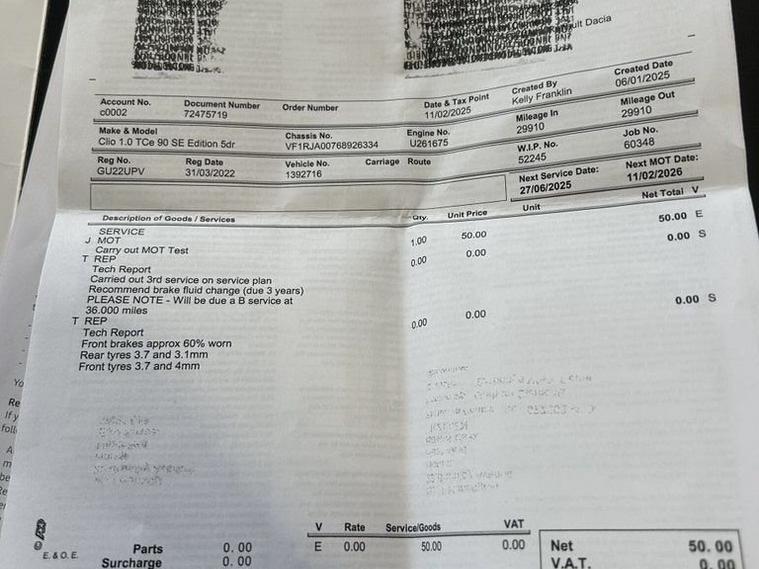 ult Dacia
Account No. Document Number Order Number Date & Tax Point Created By Created Date
c0002 72475719 11/02/2025 Kelly Franklin 06/01/2025
Make & Model Chassis No. Engine No. Mileage In Mileage Out
Clio 1.0 TCe 90 SE Edition 5dr VF1RJA00768926334 U261675 29910 29910
Reg No. Reg Date Vehicle No. Carriage Route W.I.P. No. Job No.
GU22UPV 31/03/2022 1392716 52245 60348
Next Service Date: Next MOT Date:
27/06/2025 11/02/2026
Description of Goods / Services Qty. Unit Price Unit Net Total V
SERVICE
J MOT 1.00 50.00 50.00 E
Carry out MOT Test
T REP 0.00 0.00 0.00 S
Tech Report
Carried out 3rd service on service plan
Recommend brake fluid change (due 3 years)
PLEASE NOTE - Will be due a B service at
36.000 miles
T REP 0.00 0.00 0.00 S
Tech Report
Front brakes approx 60% worn
Rear tyres 3.7 and 3.1mm
Front tyres 3.7 and 4mm
V Rate Service/Goods VAT
E 0.00 50.00 0.00
E. & O. E.
Parts 0.00
Surcharge 0.00
Net 50.00
V.A.T. 0.00